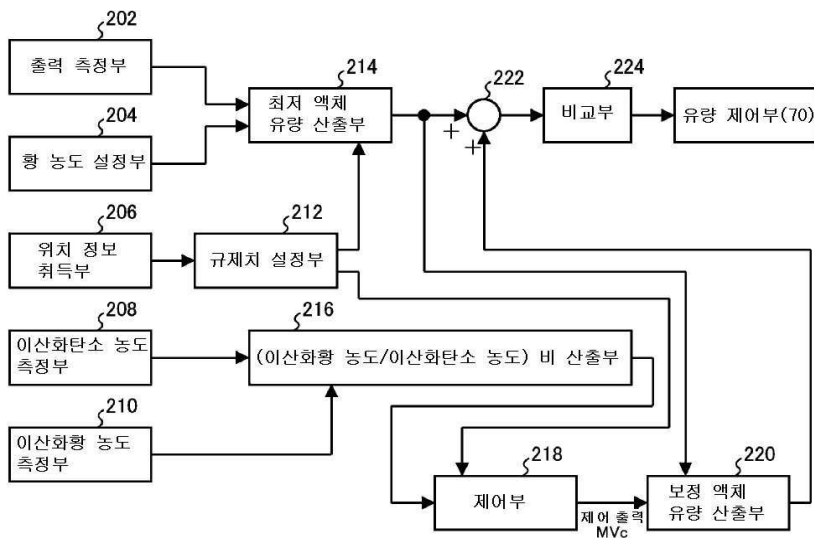 202
출력 측정부
204
황 농도 설정부
206
위치 정보
취득부
208
이산화탄소 농도
측정부
210
이산화황 농도
측정부
212
규제치 설정부
214
최저 액체
유량 산출부
216
(이산화황 농도/이산화탄소 농도) 비 산출부
222
+
+
224
비교부
유량 제어부(70)
218
제어부
제어 출력
MVc
220
보정 액체
유량 산출부